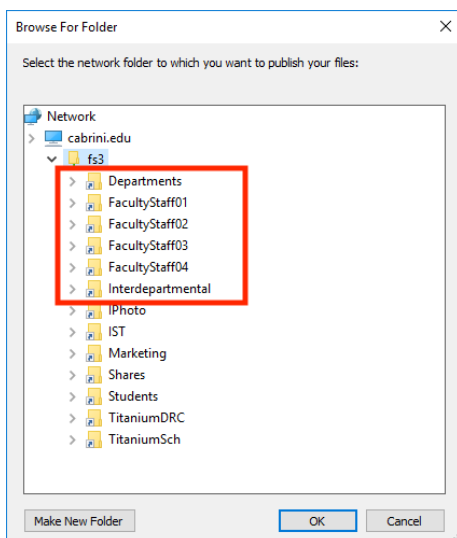 Browse For Folder
Select the network folder to which you want to publish your files:
Network
cabrini.edu
fs3
Departments
FacultyStaff01
FacultyStaff02
FacultyStaff03
FacultyStaff04
Interdepartmental
IPhoto
IST
Marketing
Shares
Students
TitaniumDRC
TitaniumSch
Make New Folder
OK
Cancel